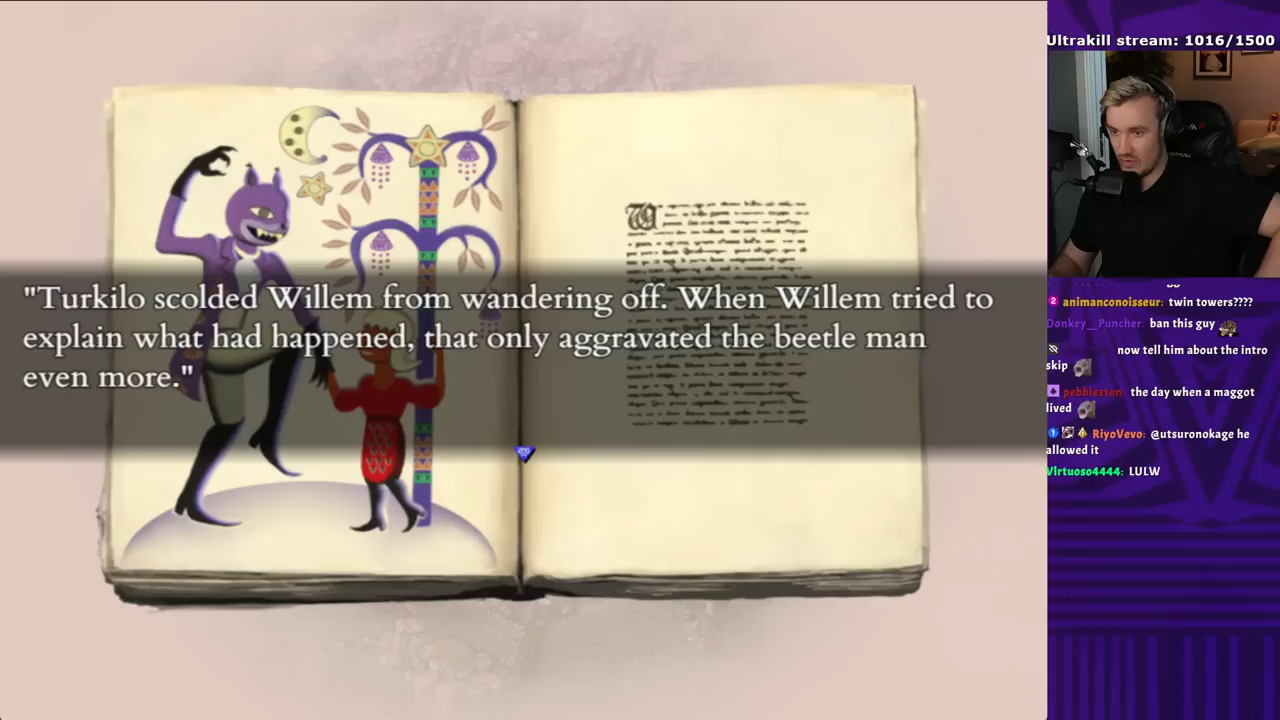 Ultrakill stream: 1016/1500
"Turkilo scolded Willem from wandering off. When Willem tried to
explain what had happened, that only aggravated the beetle man
even more."
animanconoisseur: twin towers????
Donkey__Puncher: ban this guy
now tell him about the intro
skip
pebbleston: the day when a maggot
lived
RiyoVevo: @utsuronokage he
allowed it
V1rtuoso4444: LULW